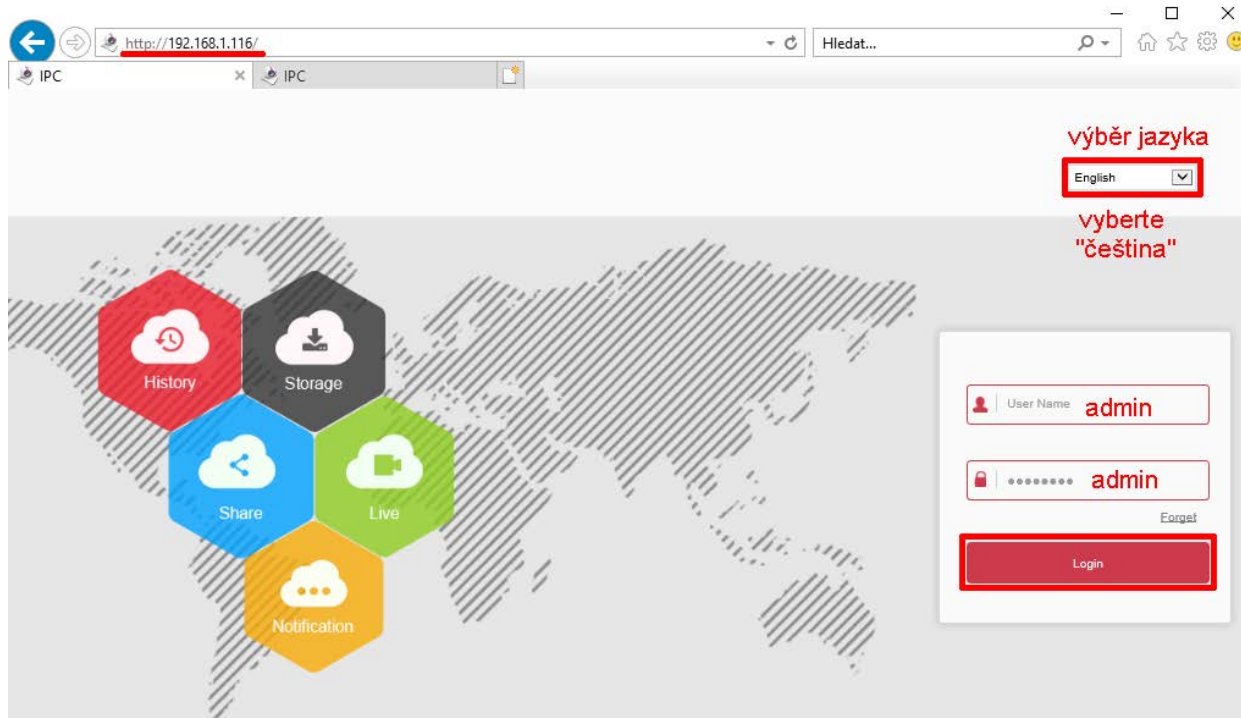 http://192.168.1.116/
Hledat...
IPC
IPC
výběr jazyka
English
vyberte
"čeština"
History
Storage
User Name admin
•••••••• admin
Share
Live
Forget
Login
Notification